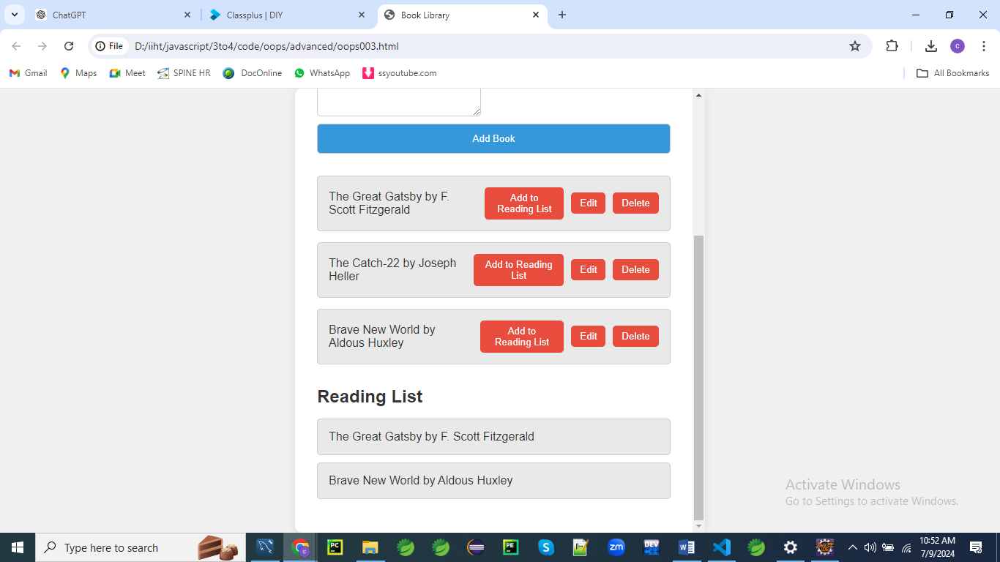 ChatGPT
Classplus | DIY
Book Library
File
D:/iiht/javascript/3to4/code/oops/advanced/oops003.html
c
Gmail
Maps
Meet
SPINE HR
DocOnline
WhatsApp
ssyoutube.com
All Bookmarks
Add Book
The Great Gatsby by F.
Scott Fitzgerald
Add to
Reading List
Edit
Delete
The Catch-22 by Joseph
Heller
Add to Reading
List
Edit
Delete
Brave New World by
Aldous Huxley
Add to
Reading List
Edit
Delete
Reading List
The Great Gatsby by F. Scott Fitzgerald
Brave New World by Aldous Huxley
Activate Windows
Go to Settings to activate Windows.
Type here to search
c
PC
PE
S
zm
DEV
W
10:52 AM
7/9/2024